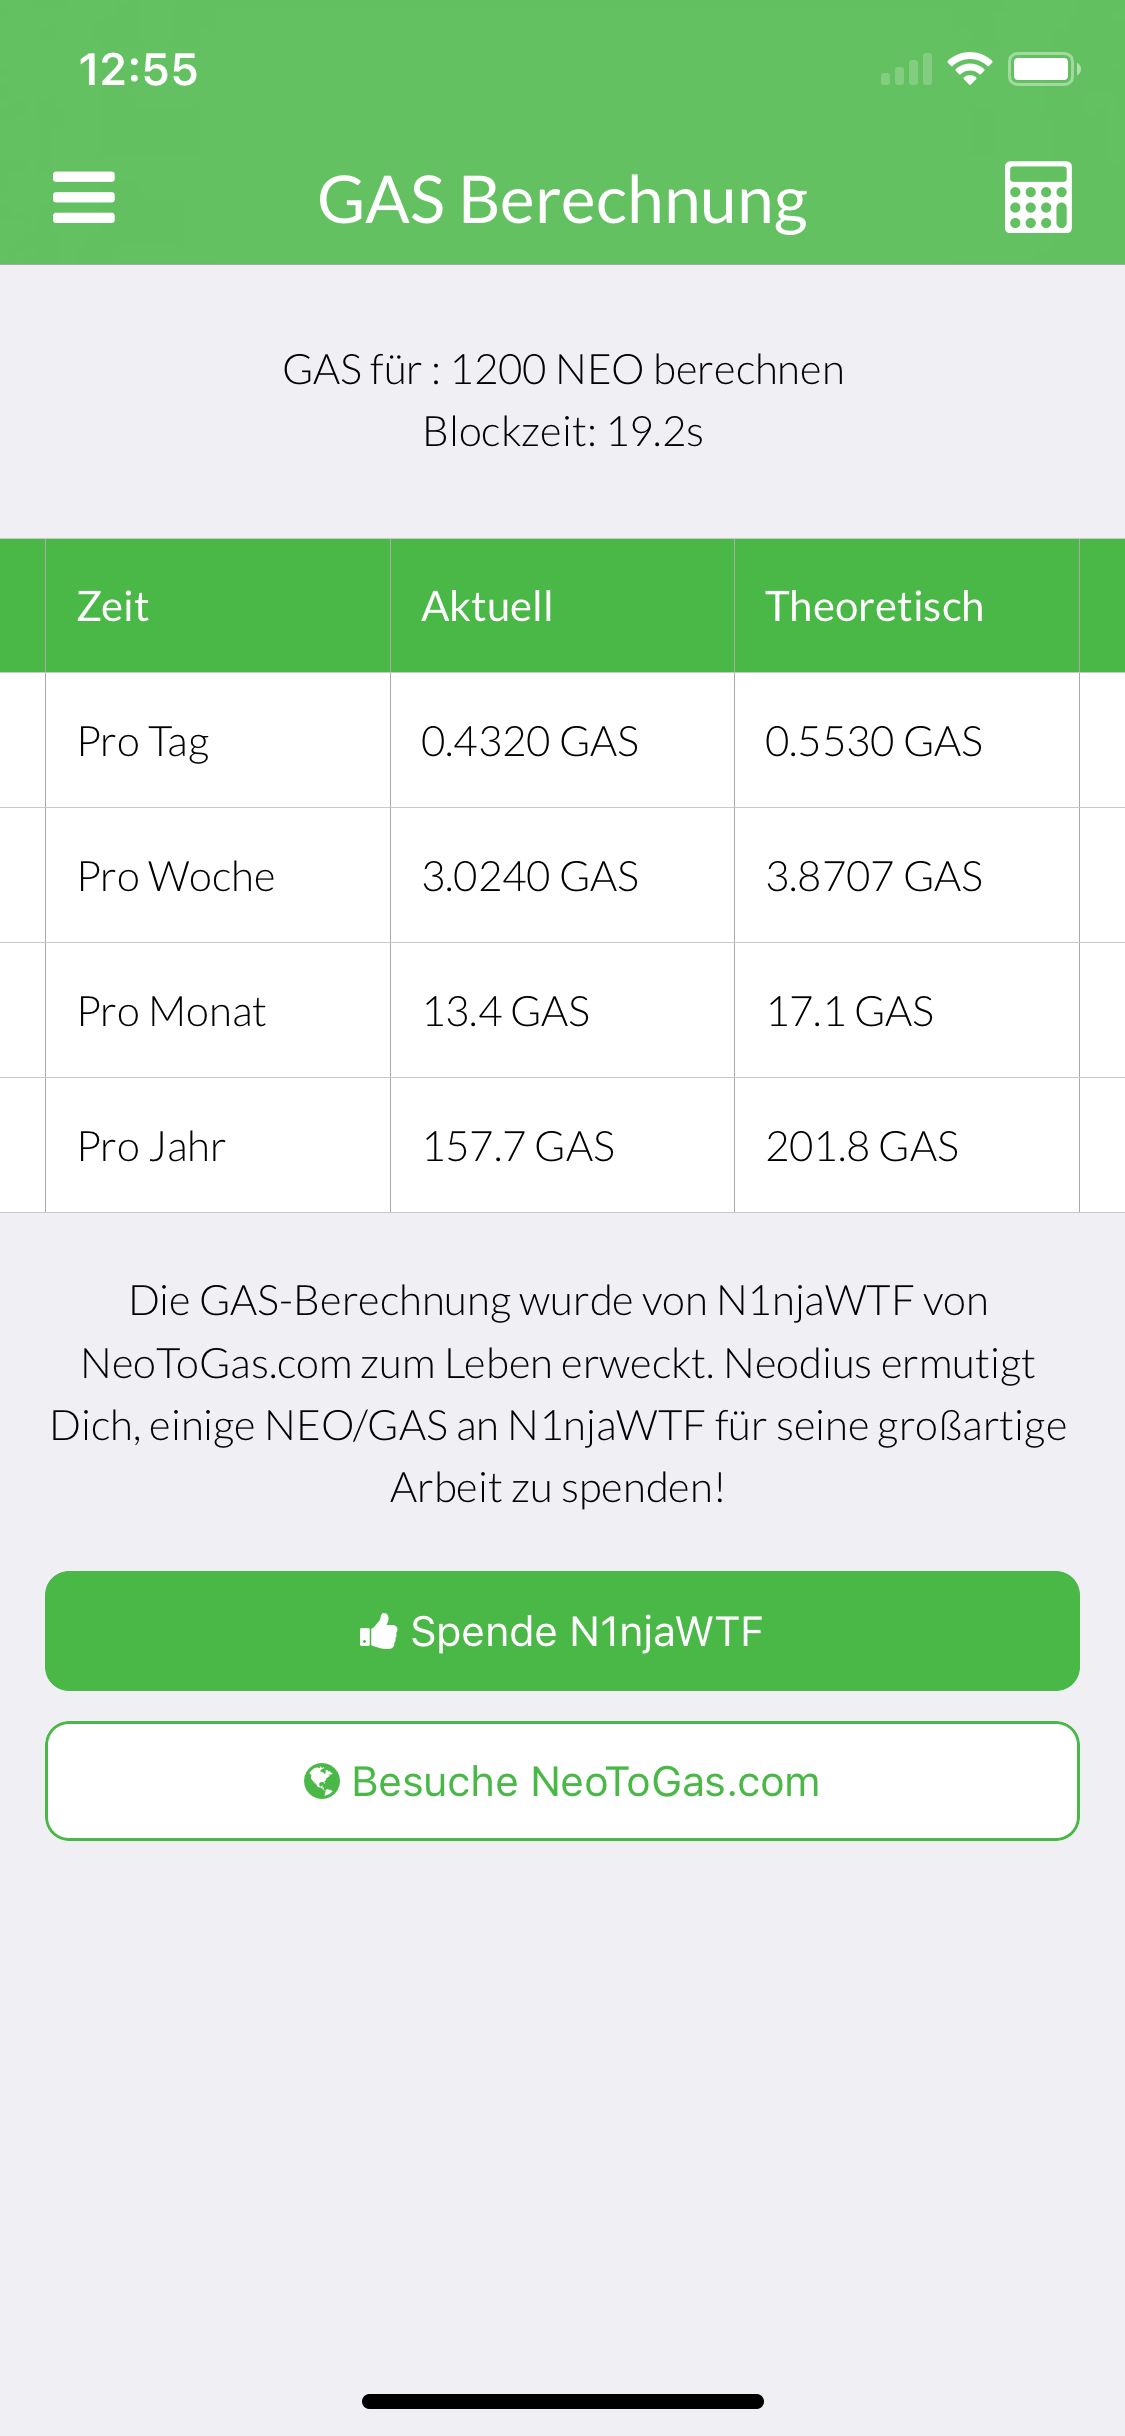 12:55
GAS Berechnung
GAS für : 1200 NEO berechnen
Blockzeit: 19.2s
Zeit Aktuell Theoretisch
Pro Tag 0.4320 GAS 0.5530 GAS
Pro Woche 3.0240 GAS 3.8707 GAS
Pro Monat 13.4 GAS 17.1 GAS
Pro Jahr 157.7 GAS 201.8 GAS
Die GAS-Berechnung wurde von N1njaWTF von
NeoToGas.com zum Leben erweckt. Neodius ermutigt
Dich, einige NEO/GAS an N1njaWTF für seine großartige
Arbeit zu spenden!
Spende N1njaWTF
Besuche NeoToGas.com